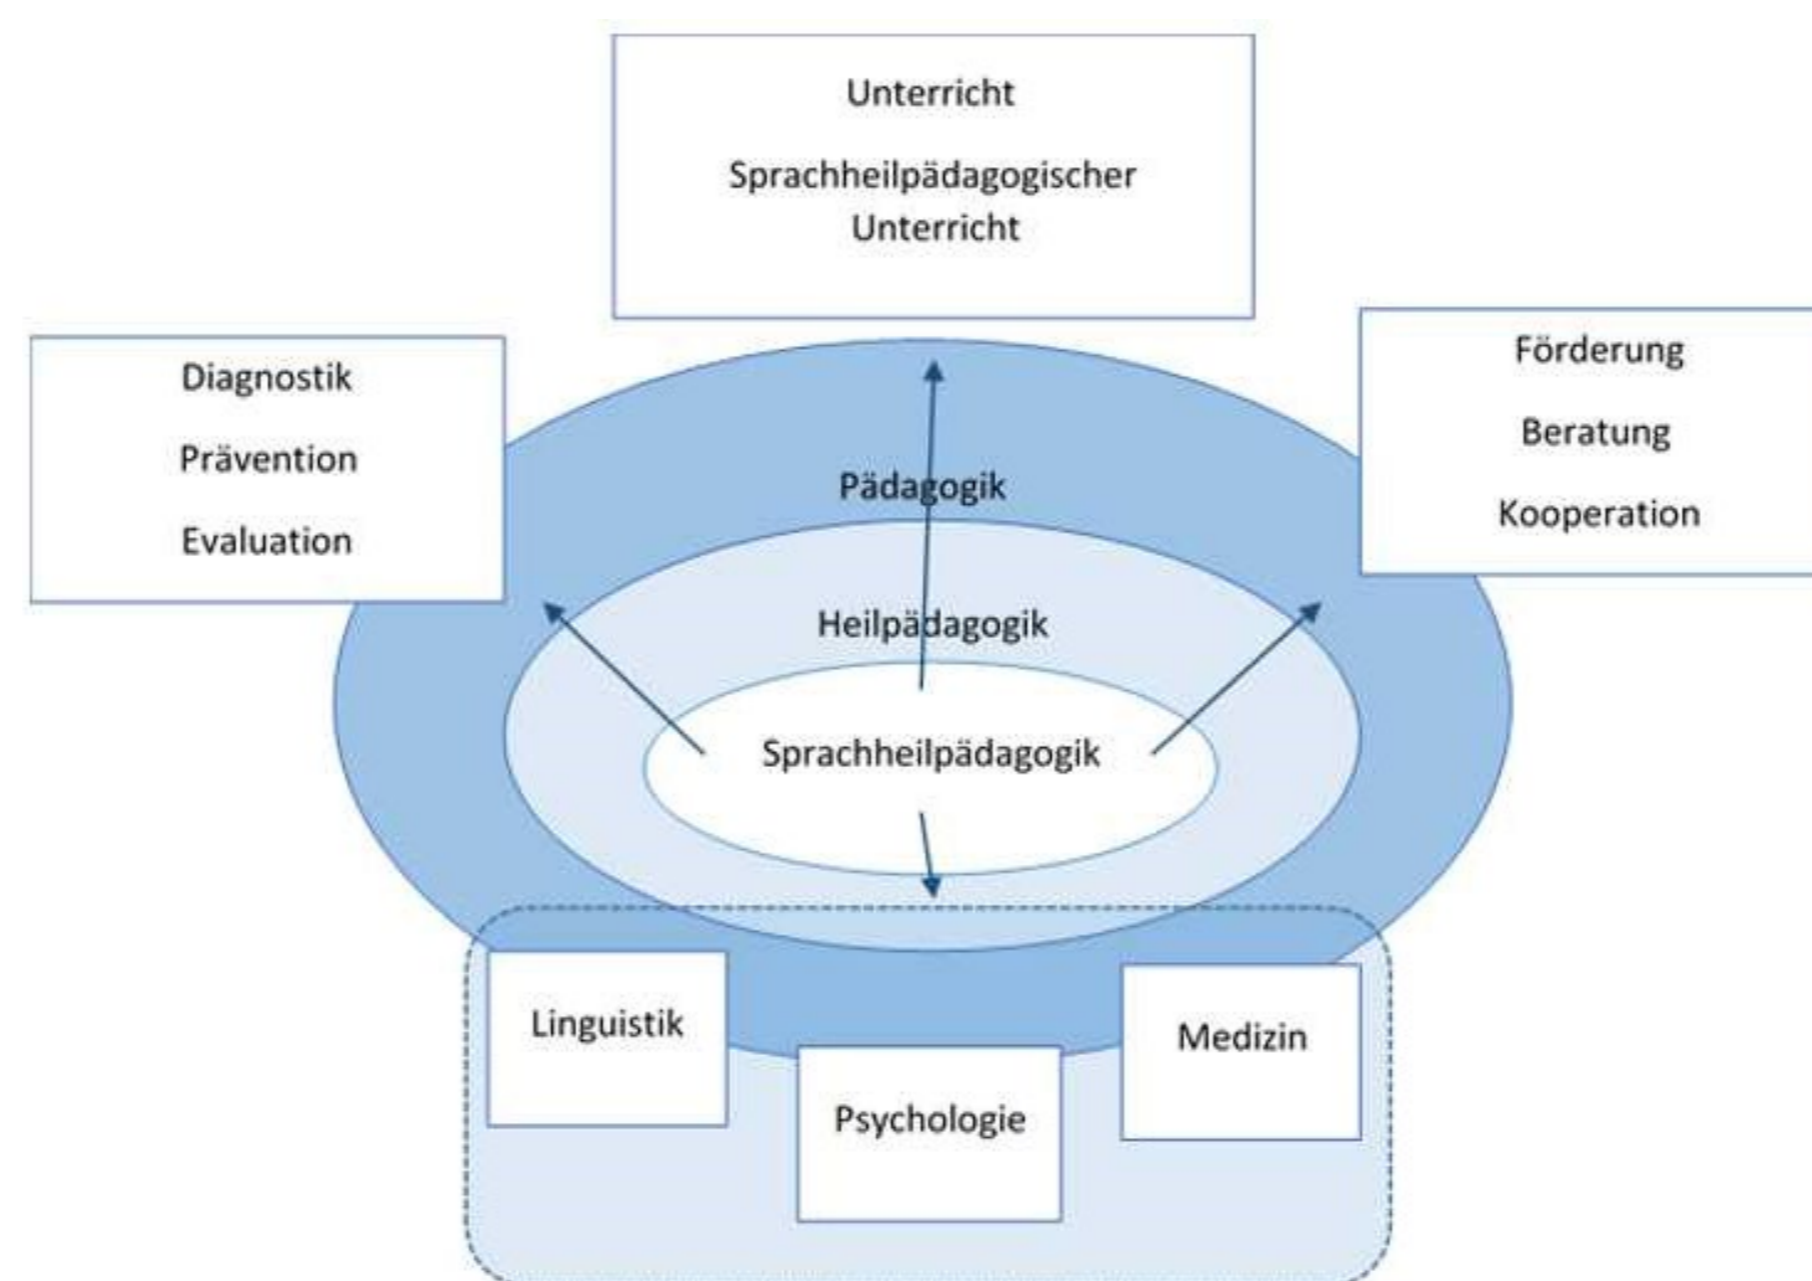 Unterricht
Sprachheilpädagogischer
Unterricht
Diagnostik
Prävention
Evaluation
Förderung
Beratung
Kooperation
Pädagogik
Heilpädagogik
Sprachheilpädagogik
Linguistik
Psychologie
Medizin